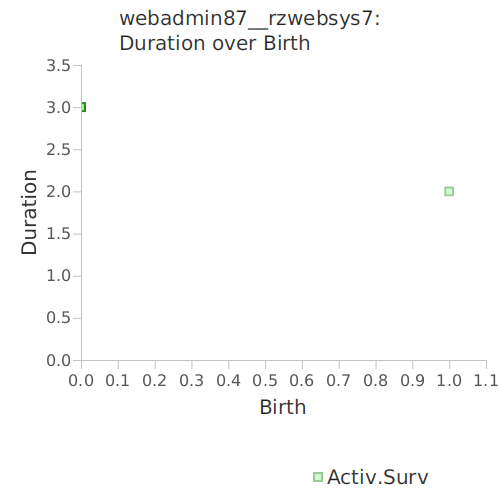 webadmin87__rzwebsys7:
Duration over Birth
3.5
3.0
2.5
2.0
1.5
1.0
0.5
0.0
Duration
0.0 0.1 0.2 0.3 0.4 0.5 0.6 0.7 0.8 0.9 1.0 1.1
Birth
Activ.Surv